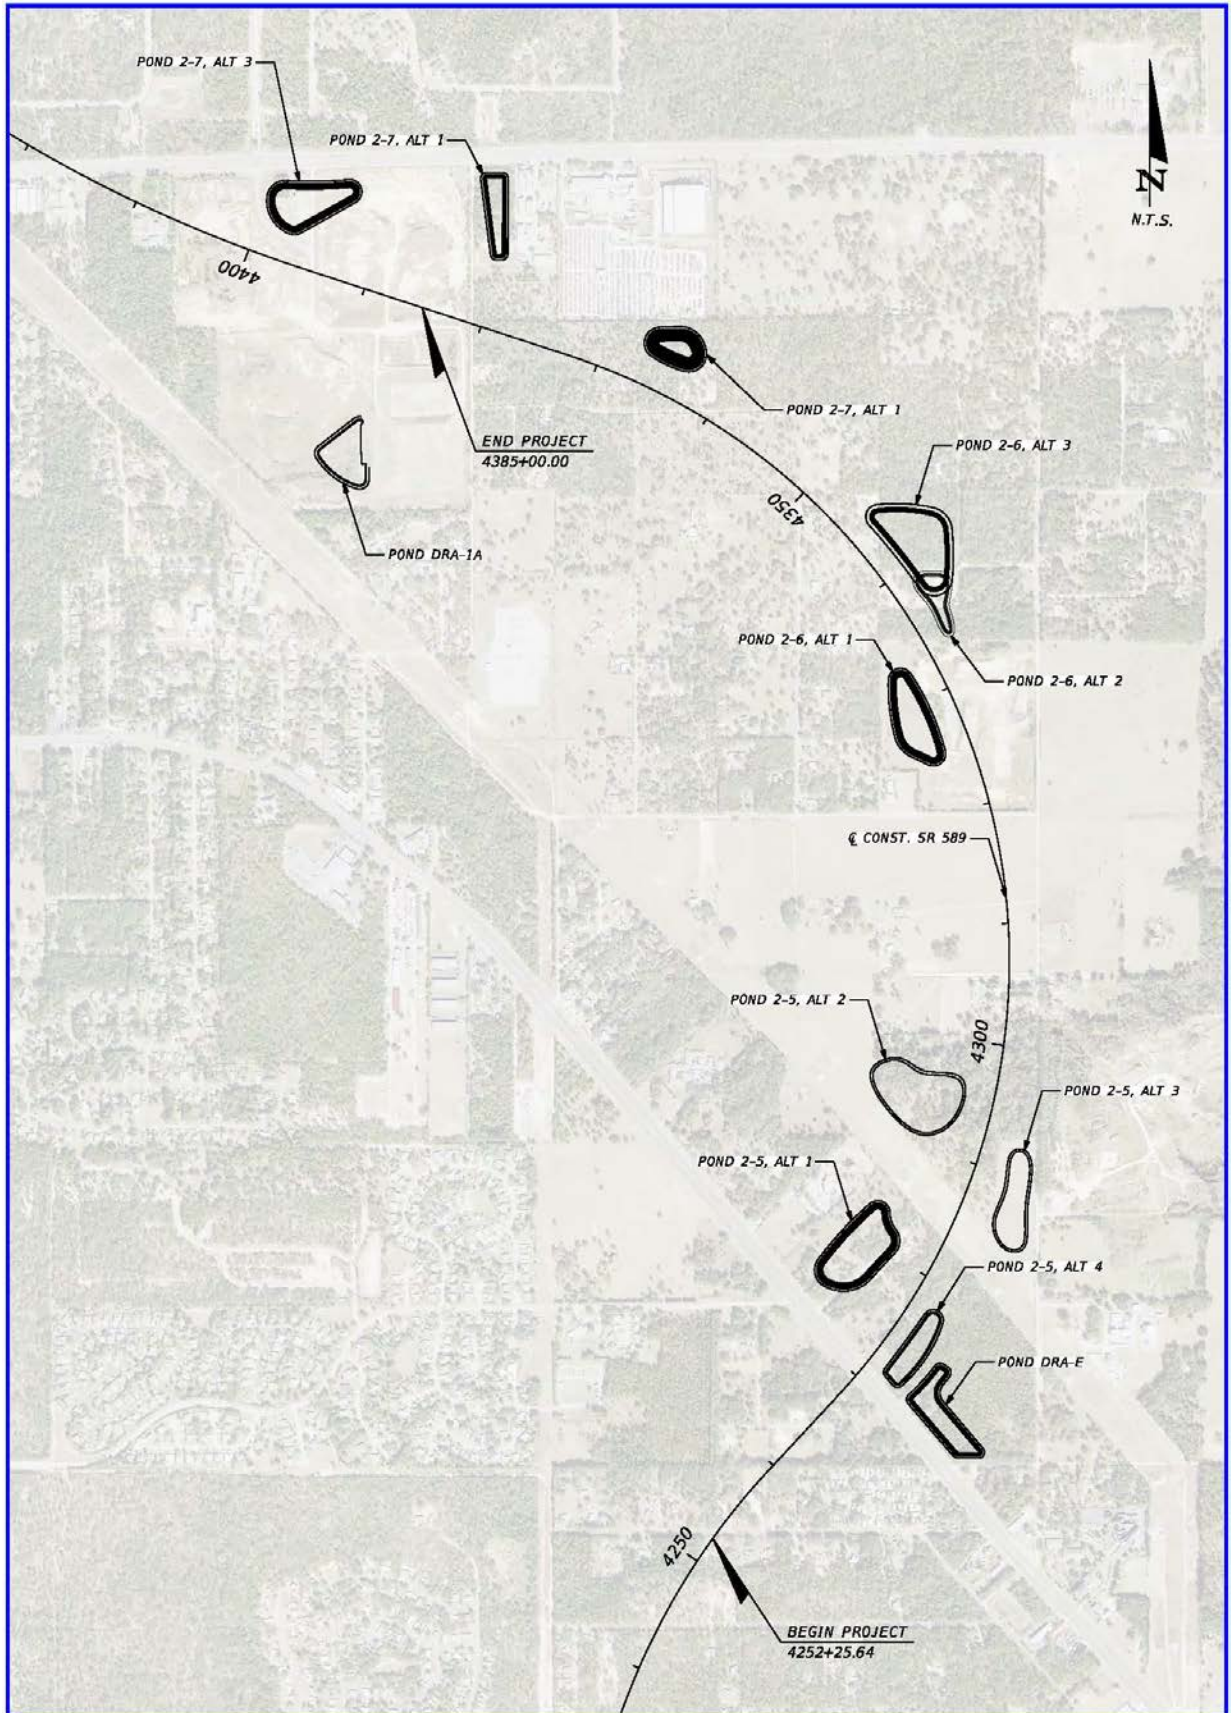 POND 2-7, ALT 3
POND 2-7, ALT 1
N
N.T.S.
4400
POND 2-7, ALT 1
END PROJECT
4385+00.00
POND 2-6, ALT 3
4350
POND DRA-1A
POND 2-6, ALT 1
POND 2-6, ALT 2
℄ CONST. SR 589
POND 2-5, ALT 2
4300
POND 2-5, ALT 3
POND 2-5, ALT 1
POND 2-5, ALT 4
POND DRA-E
4250
BEGIN PROJECT
4252+25.64